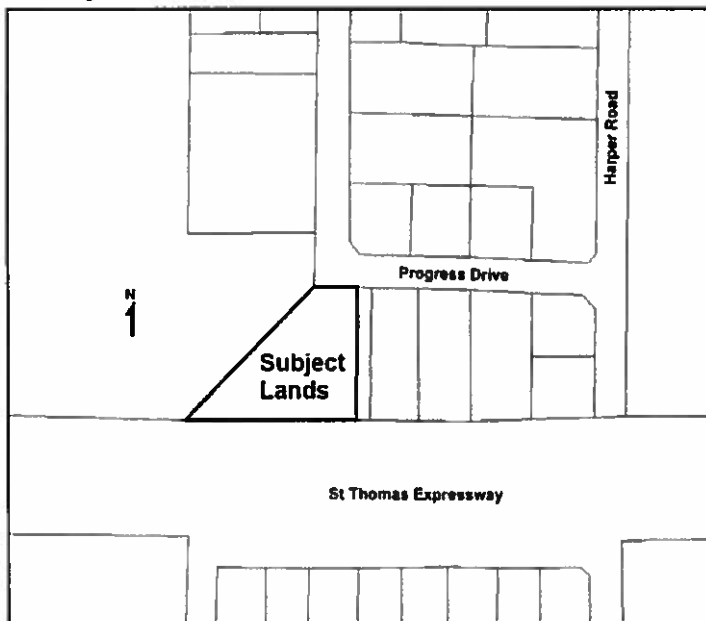 Harper Road
Progress Drive
N
Subject
Lands
St Thomas Expressway